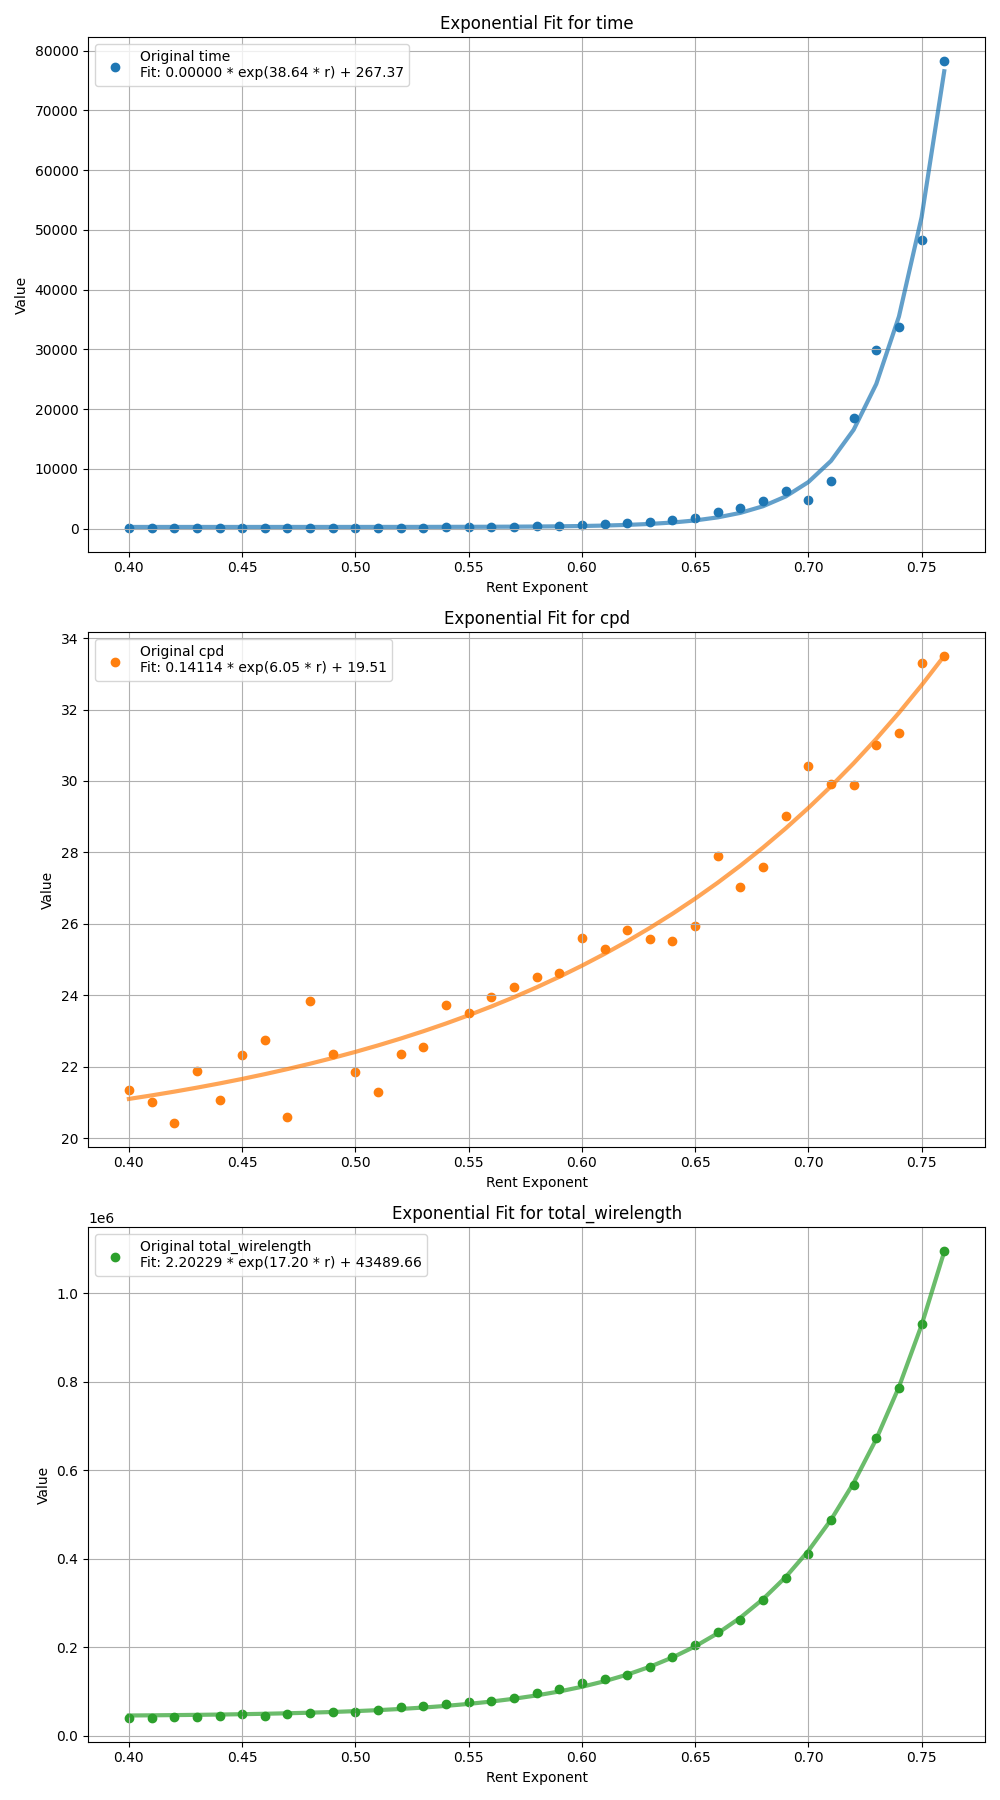 Exponential Fit for time
Original time
Fit: 0.00000 * exp(38.64 * r) + 267.37
80000
70000
60000
50000
40000
30000
20000
10000
0
Value
0.40 0.45 0.50 0.55 0.60 0.65 0.70 0.75
Rent Exponent
Exponential Fit for cpd
Original cpd
Fit: 0.14114 * exp(6.05 * r) + 19.51
34
32
30
28
26
24
22
20
Value
0.40 0.45 0.50 0.55 0.60 0.65 0.70 0.75
Rent Exponent
Exponential Fit for total_wirelength
1e6
Original total_wirelength
Fit: 2.20229 * exp(17.20 * r) + 43489.66
1.0
0.8
0.6
0.4
0.2
0.0
Value
0.40 0.45 0.50 0.55 0.60 0.65 0.70 0.75
Rent Exponent